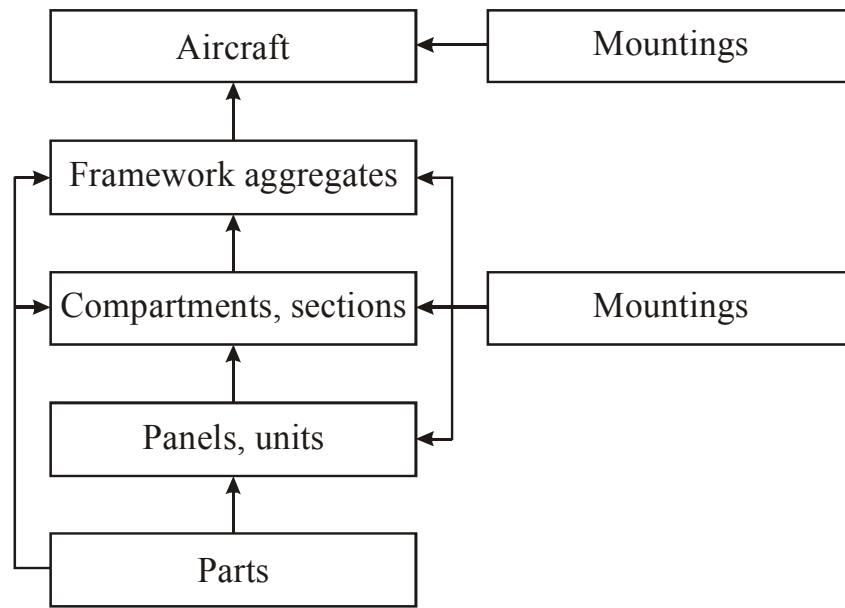 Aircraft
Mountings
Framework aggregates
Compartments, sections
Mountings
Panels, units
Parts